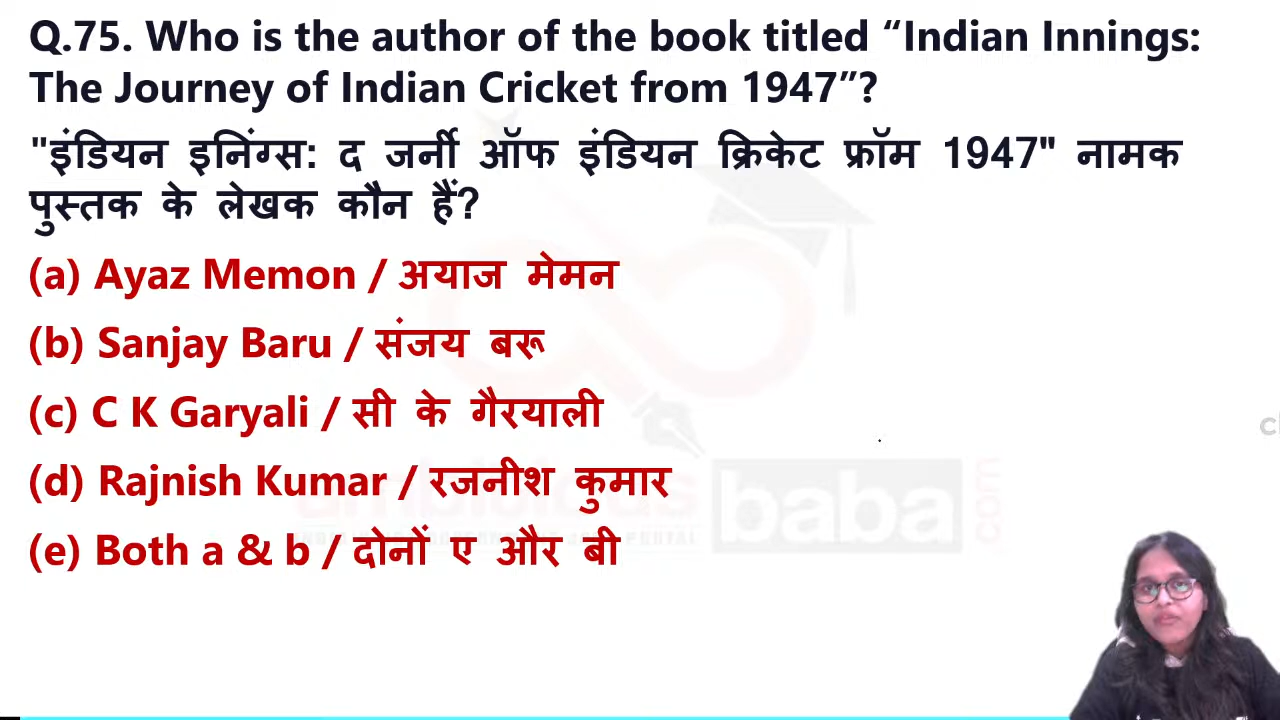 Q.75. Who is the author of the book titled “Indian Innings:
The Journey of Indian Cricket from 1947”?
"इंडियन इनिंग्स: द जर्नी ऑफ इंडियन क्रिकेट फ्रॉम 1947" नामक
पुस्तक के लेखक कौन हैं?
(a) Ayaz Memon / अयाज मेमन
(b) Sanjay Baru / संजय बरू
(c) C K Garyali / सी के गैरयाली
(d) Rajnish Kumar / रजनीश कुमार
baba
com
(e) Both a & b / दोनों ए और बी